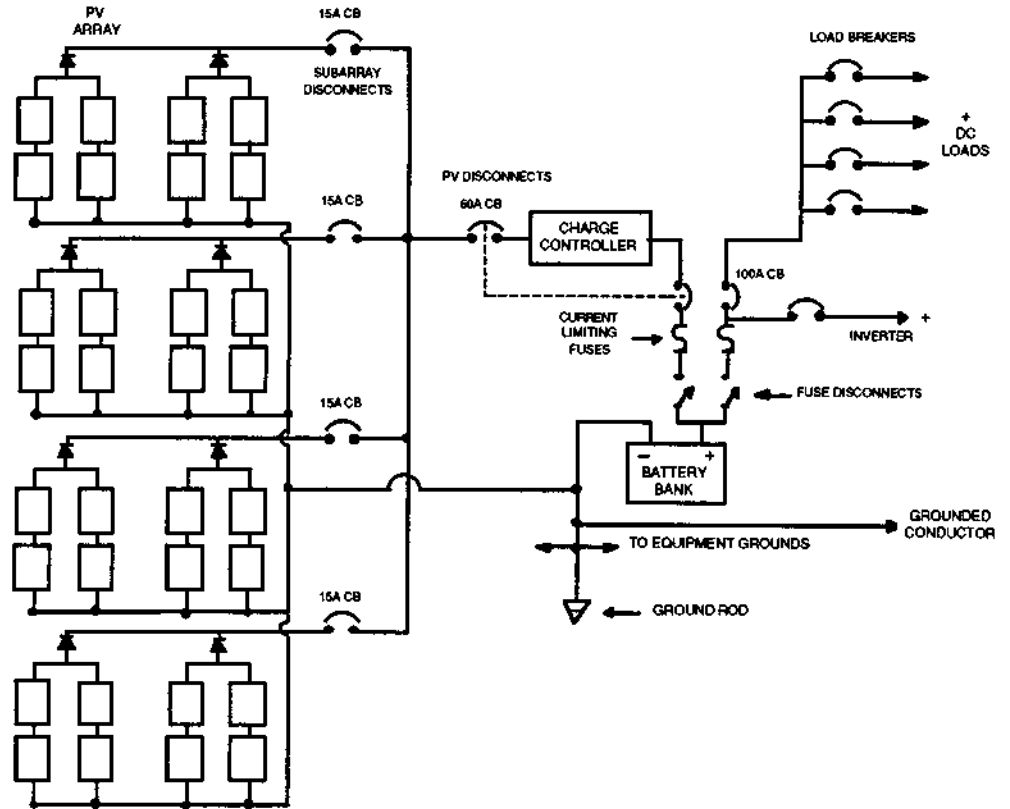 PV
ARRAY
15A CB
SUBARRAY
DISCONNECTS
LOAD BREAKERS
+
DC
LOADS
15A CB
PV DISCONNECTS
60A CB
CHARGE
CONTROLLER
100A CB
CURRENT
LIMITING
FUSES
+
INVERTER
FUSE DISCONNECTS
15A CB
- +
BATTERY
BANK
GROUNDED
CONDUCTOR
TO EQUIPMENT GROUNDS
15A CB
GROUND ROD